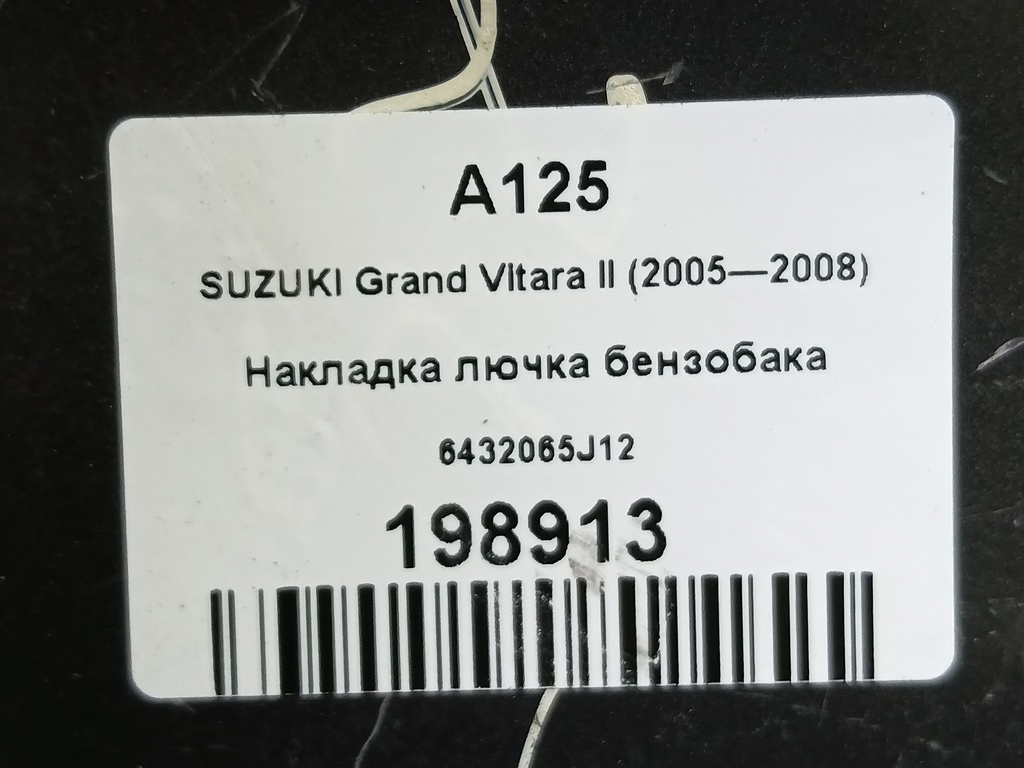 A125
SUZUKI Grand Vitara II (2005—2008)
Накладка лючка бензобака
6432065J12
198913